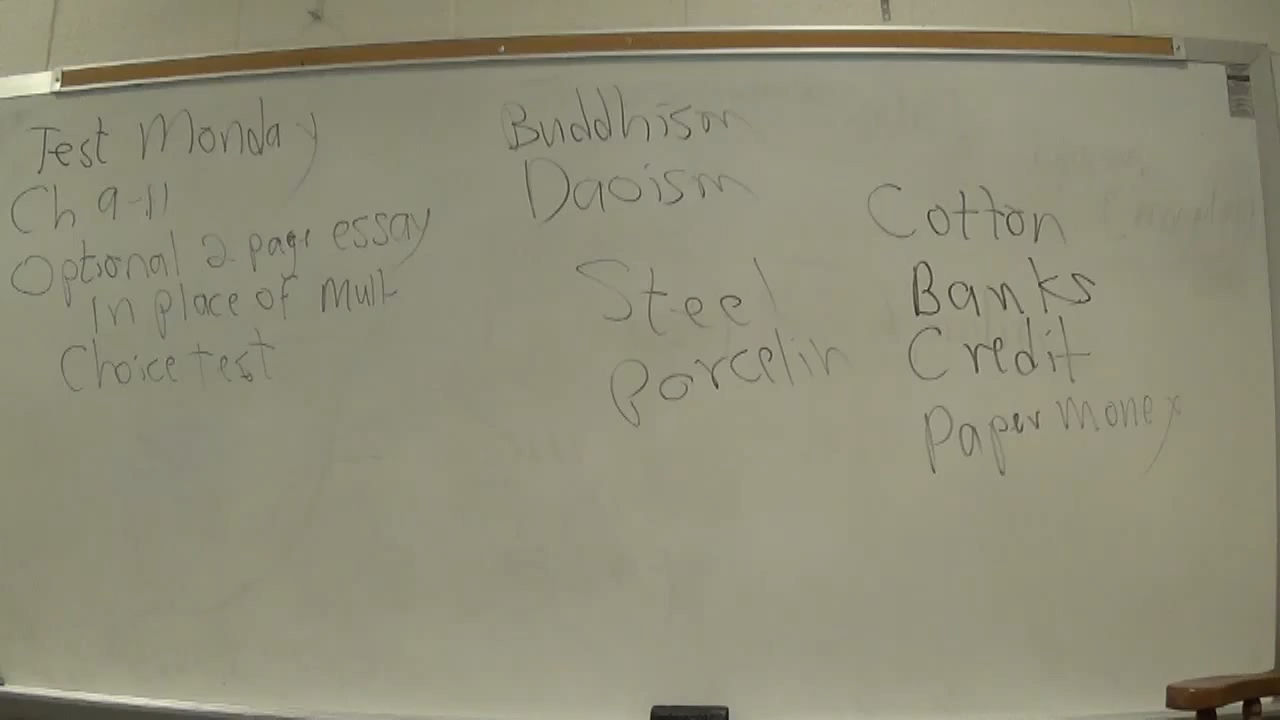 Test Monday
Ch 9-11
Optional 2 page essay
In place of Mult
Choice test
Buddhism
Daoism
Steel
Porcelin
Cotton
Banks
Credit
Paper Money